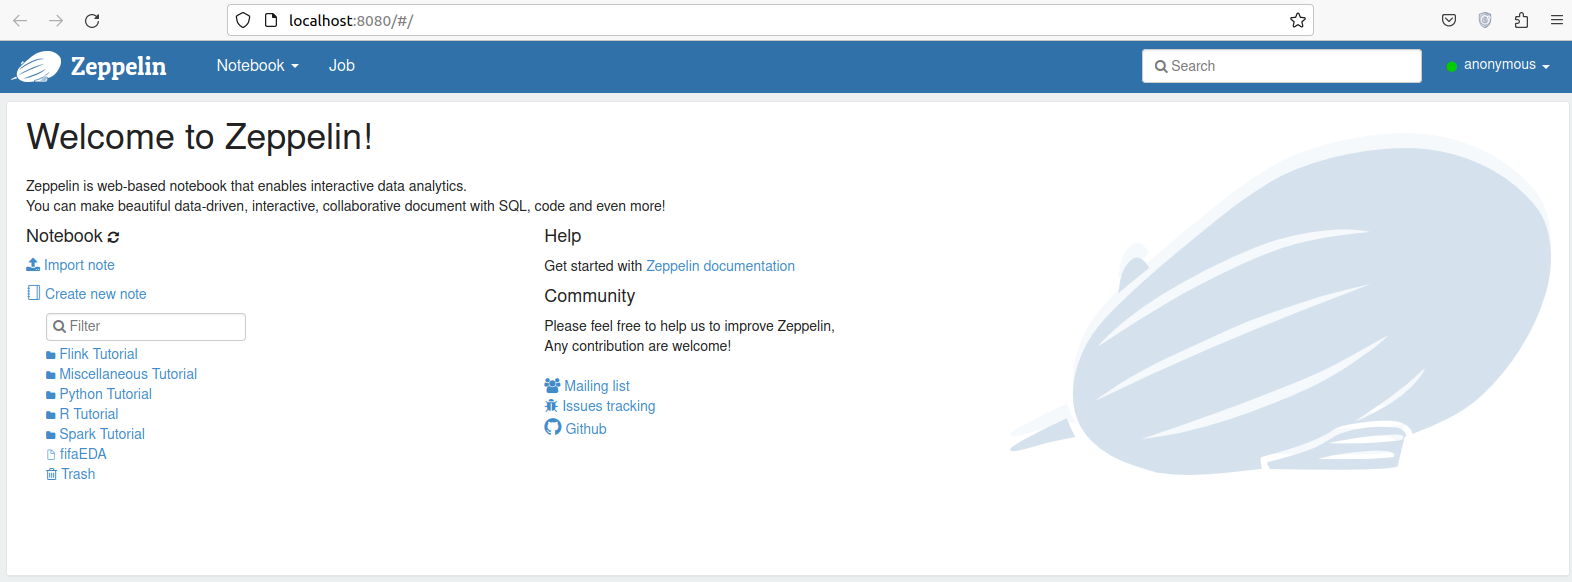 localhost:8080/#/
Zeppelin
Notebook
Job
Search
anonymous
Welcome to Zeppelin!
Zeppelin is web-based notebook that enables interactive data analytics.
You can make beautiful data-driven, interactive, collaborative document with SQL, code and even more!
Notebook
Import note
Create new note
Filter
Flink Tutorial
Miscellaneous Tutorial
Python Tutorial
R Tutorial
Spark Tutorial
fifaEDA
Trash
Help
Get started with Zeppelin documentation
Community
Please feel free to help us to improve Zeppelin,
Any contribution are welcome!
Mailing list
Issues tracking
Github